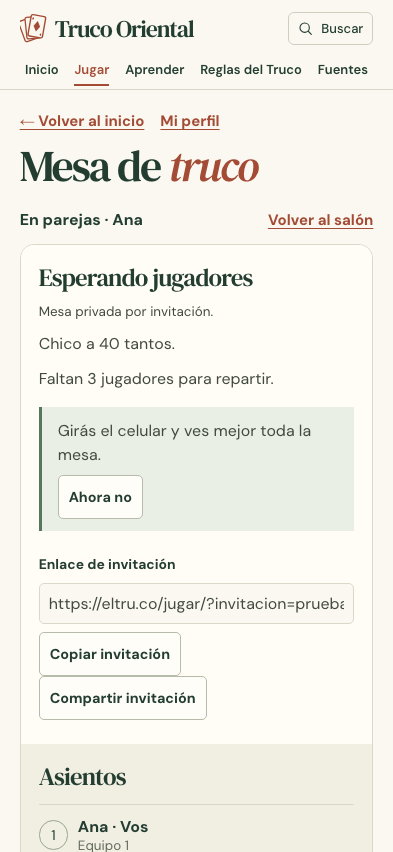 Truco Oriental
Buscar
Inicio Jugar Aprender Reglas del Truco Fuentes
← Volver al inicio Mi perfil
Mesa de truco
En parejas · Ana Volver al salón
Esperando jugadores
Mesa privada por invitación.
Chico a 40 tantos.
Faltan 3 jugadores para repartir.
Girás el celular y ves mejor toda la
mesa.
Ahora no
Enlace de invitación
https://eltru.co/jugar/?invitacion=prueba
Copiar invitación
Compartir invitación
Asientos
1 Ana · Vos
Equipo 1